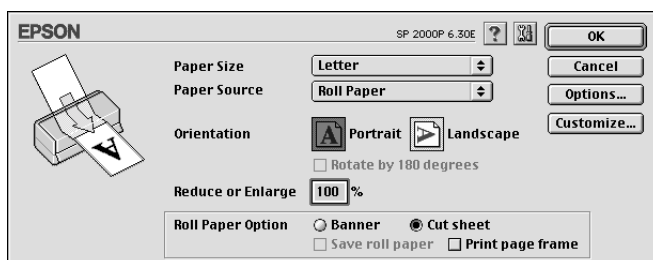 EPSON SP 2000P 6.30E ? OK
Paper Size Letter Cancel
Paper Source Roll Paper Options...
Orientation A Portrait A Landscape Customize...
Rotate by 180 degrees
Reduce or Enlarge 100 %
Roll Paper Option Banner Cut sheet
Save roll paper Print page frame
A